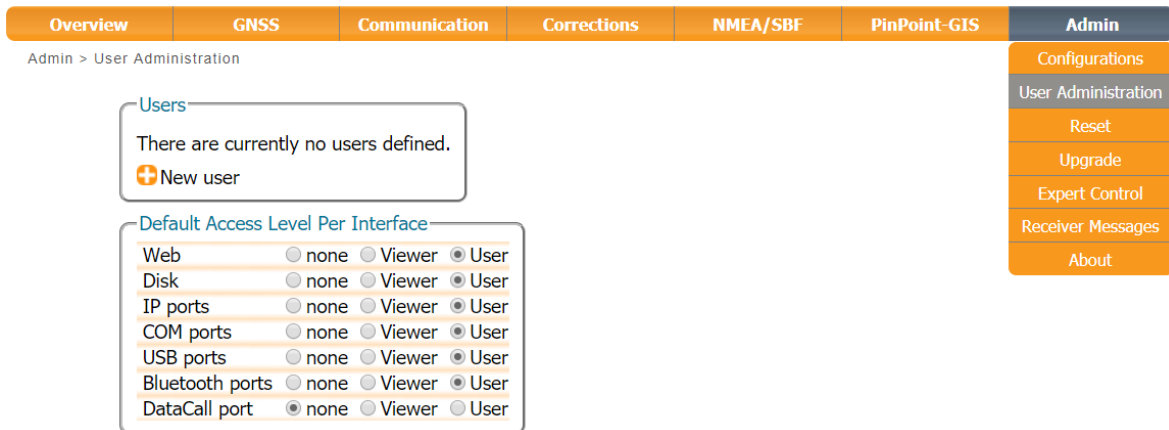 Overview GNSS Communication Corrections NMEA/SBF PinPoint-GIS Admin
Admin > User Administration
Configurations
User Administration
Reset
Upgrade
Expert Control
Receiver Messages
About
Users
There are currently no users defined.
New user
Default Access Level Per Interface
Web none Viewer User
Disk none Viewer User
IP ports none Viewer User
COM ports none Viewer User
USB ports none Viewer User
Bluetooth ports none Viewer User
DataCall port none Viewer User